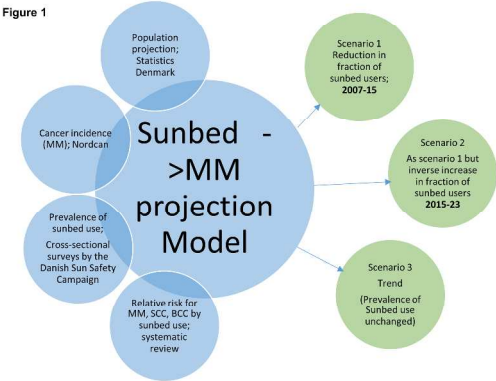 Figure 1
Population
projection;
Statistics
Denmark
Cancer incidence
(MM); Nordcan
Prevalence of
sunbed use;
Cross-sectional
surveys by the
Danish Sun Safety
Campaign
Relative risk for
MM, SCC, BCC by
sunbed use;
systematic
review
Sunbed -
>MM
projection
Model
Scenario 1
Reduction in
fraction of
sunbed users;
2007-15
Scenario 2
As scenario 1 but
inverse increase
in fraction of
sunbed users
2015-23
Scenario 3
Trend
(Prevalence of
Sunbed use
unchanged)